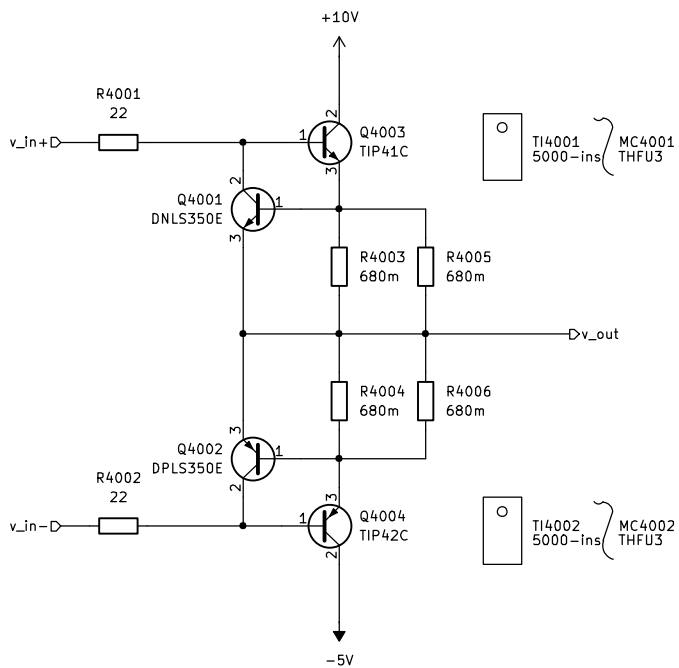 +10V
R4001
22
v_in+
1
2
3
Q4003
TIP41C
TI4001
5000-ins
MC4001
THFU3
Q4001
DNLS350E
2
1
3
R4003
680m
R4005
680m
v_out
R4004
680m
R4006
680m
Q4002
DPLS350E
3
1
2
R4002
22
v_in-
1
3
2
Q4004
TIP42C
TI4002
5000-ins
MC4002
THFU3
-5V